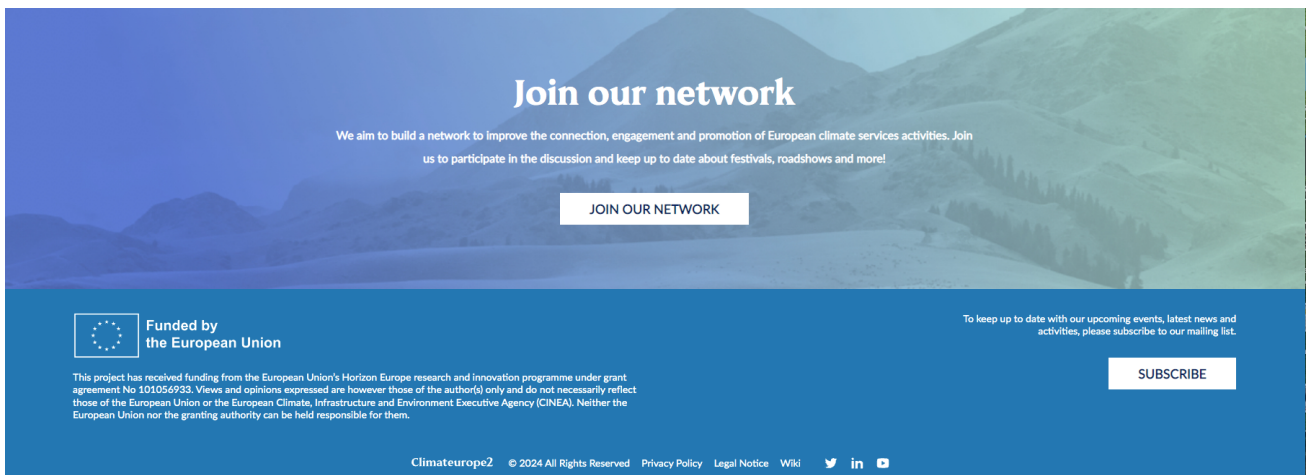 Join our network
We aim to build a network to improve the connection, engagement and promotion of European climate services activities. Join
us to participate in the discussion and keep up to date about festivals, roadshows and more!
JOIN OUR NETWORK
Funded by
the European Union
This project has received funding from the European Union's Horizon Europe research and innovation programme under grant
agreement No 101056933. Views and opinions expressed are however those of the author(s) only and do not necessarily reflect
those of the European Union or the European Climate, Infrastructure and Environment Executive Agency (CINEA). Neither the
European Union nor the granting authority can be held responsible for them.
To keep up to date with our upcoming events, latest news and
activities, please subscribe to our mailing list.
SUBSCRIBE
Climateurope2 © 2024 All Rights Reserved Privacy Policy Legal Notice Wiki